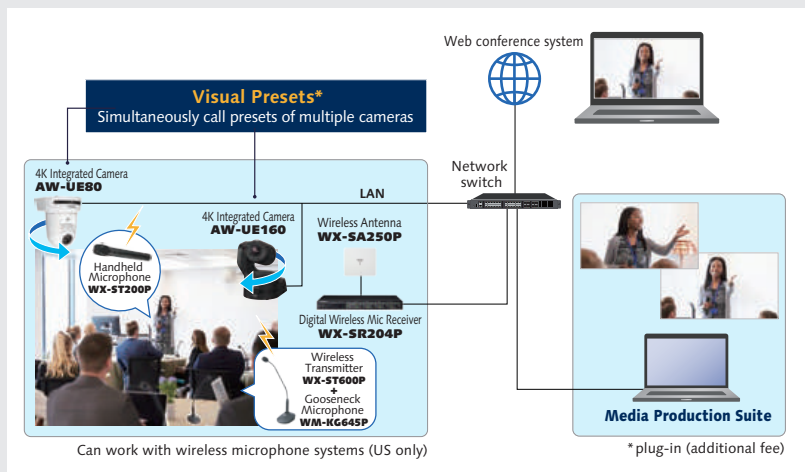 Web conference system
Visual Presets*
Simultaneously call presets of multiple cameras
Network
switch
4K Integrated Camera
AW-UE80
LAN
4K Integrated Camera
AW-UE160
Wireless Antenna
WX-SA250P
Handheld
Microphone
WX-ST200P
Digital Wireless Mic Receiver
WX-SR204P
Wireless
Transmitter
WX-ST600P
+
Gooseneck
Microphone
WM-KG645P
Media Production Suite
Can work with wireless microphone systems (US only)
*plug-in (additional fee)